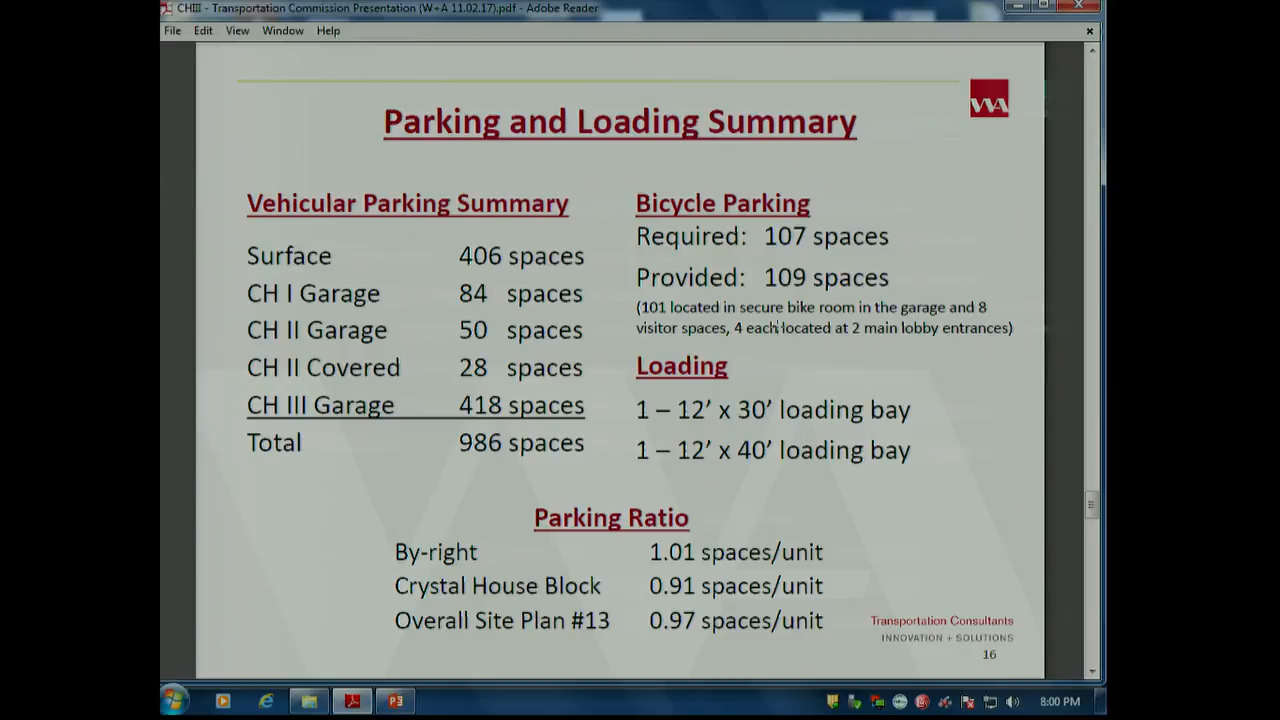 CHIII - Transportation Commission Presentation (W+A 11.02.17).pdf - Adobe Reader
File Edit View Window Help
Parking and Loading Summary
Vehicular Parking Summary
Surface 406 spaces
CH I Garage 84 spaces
CH II Garage 50 spaces
CH II Covered 28 spaces
CH III Garage 418 spaces
Total 986 spaces
Bicycle Parking
Required: 107 spaces
Provided: 109 spaces
(101 located in secure bike room in the garage and 8
visitor spaces, 4 each located at 2 main lobby entrances)
Loading
1 – 12’ x 30’ loading bay
1 – 12’ x 40’ loading bay
Parking Ratio
By-right 1.01 spaces/unit
Crystal House Block 0.91 spaces/unit
Overall Site Plan #13 0.97 spaces/unit
Transportation Consultants
INNOVATION + SOLUTIONS
16
8:00 PM